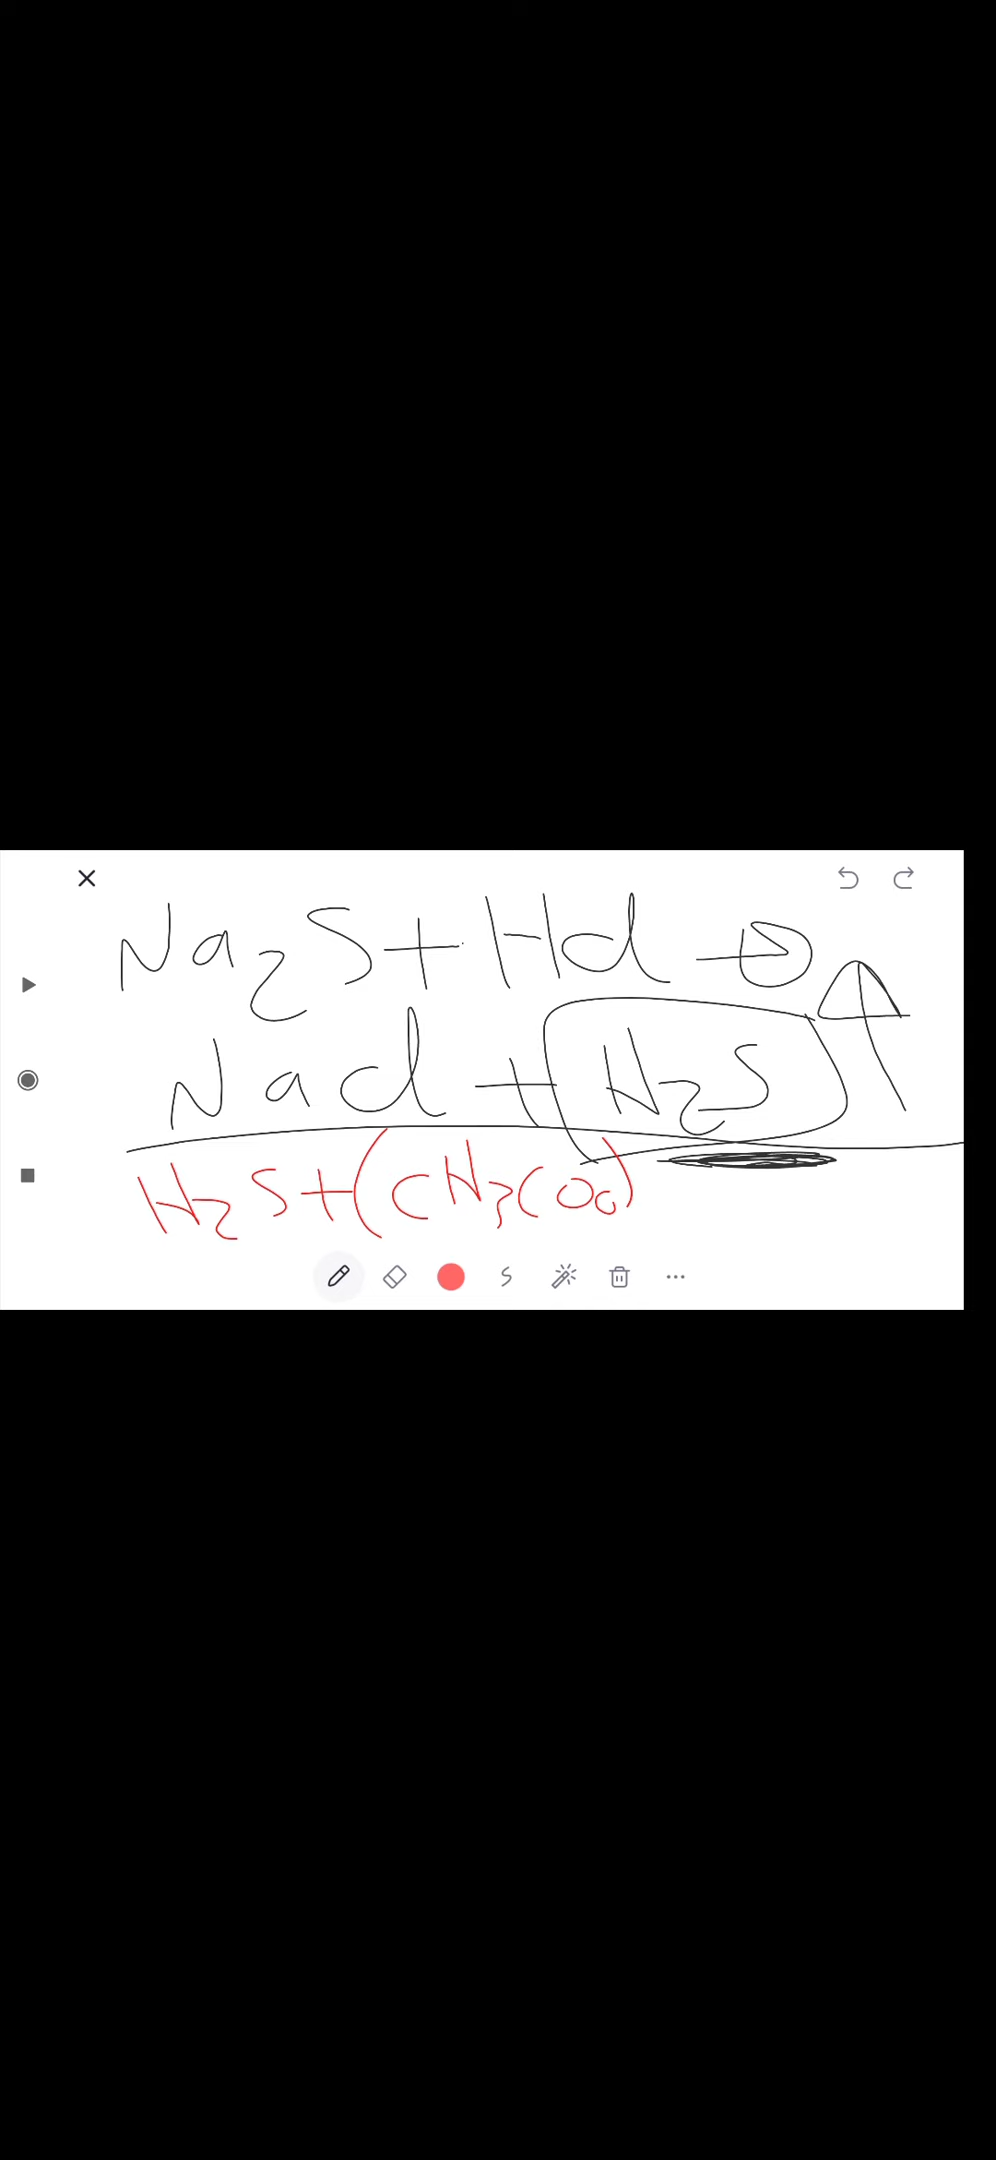 Na2S + HCl →
NaCl + H2S ↑
H2S + (CH3COO)